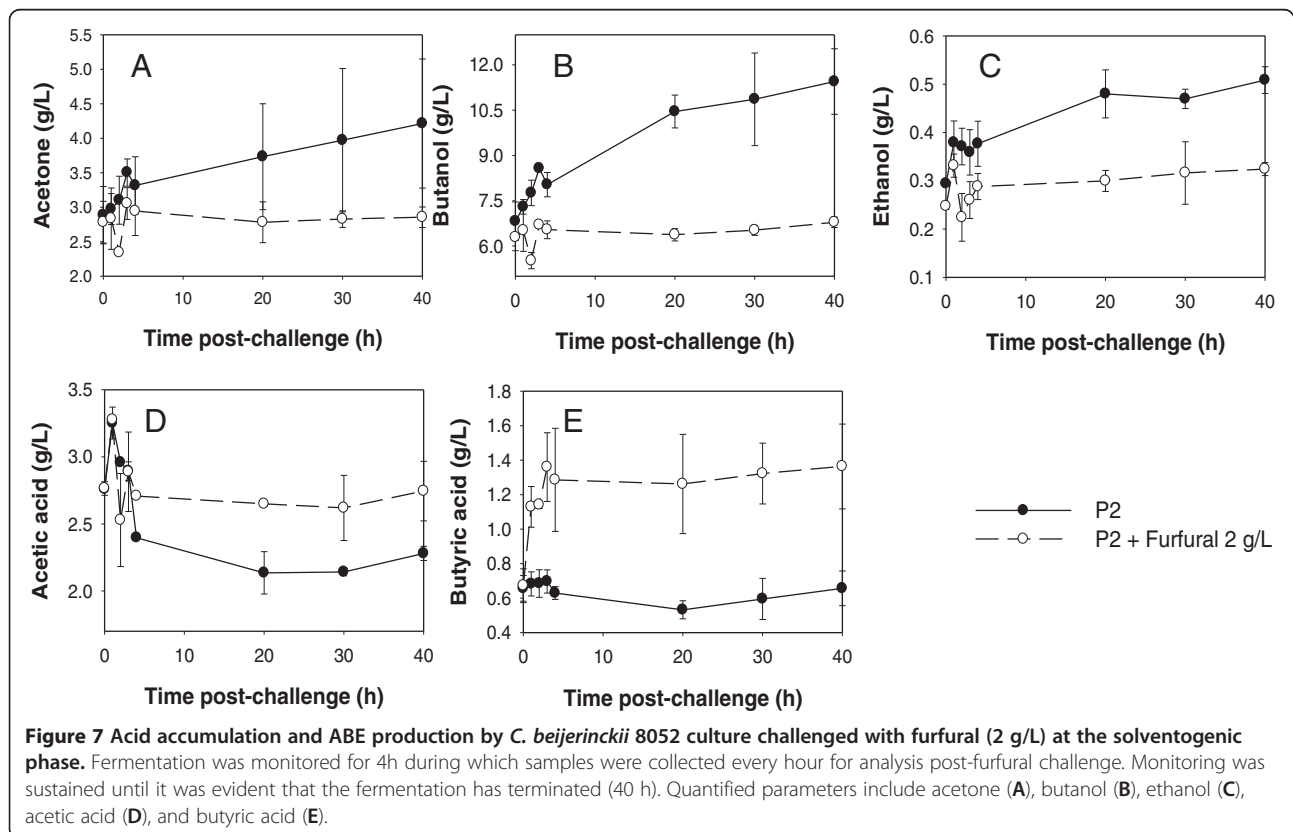 A
Acetone (g/L)
5.5
5.0
4.5
4.0
3.5
3.0
2.5
2.0
0 10 20 30 40
Time post-challenge (h)
B
Butanol (g/L)
12.0
10.5
9.0
7.5
6.0
0 10 20 30 40
Time post-challenge (h)
C
Ethanol (g/L)
0.6
0.5
0.4
0.3
0.2
0.1
0 10 20 30 40
Time post-challenge (h)
D
Acetic acid (g/L)
3.5
3.0
2.5
2.0
0 10 20 30 40
Time post-challenge (h)
E
Butyric acid (g/L)
1.8
1.6
1.4
1.2
1.0
0.8
0.6
0.4
0 10 20 30 40
Time post-challenge (h)
P2
P2 + Furfural 2 g/L
Figure 7 Acid accumulation and ABE production by C. beijerinckii 8052 culture challenged with furfural (2 g/L) at the solventogenic
phase. Fermentation was monitored for 4h during which samples were collected every hour for analysis post-furfural challenge. Monitoring was
sustained until it was evident that the fermentation has terminated (40 h). Quantified parameters include acetone (A), butanol (B), ethanol (C),
acetic acid (D), and butyric acid (E).